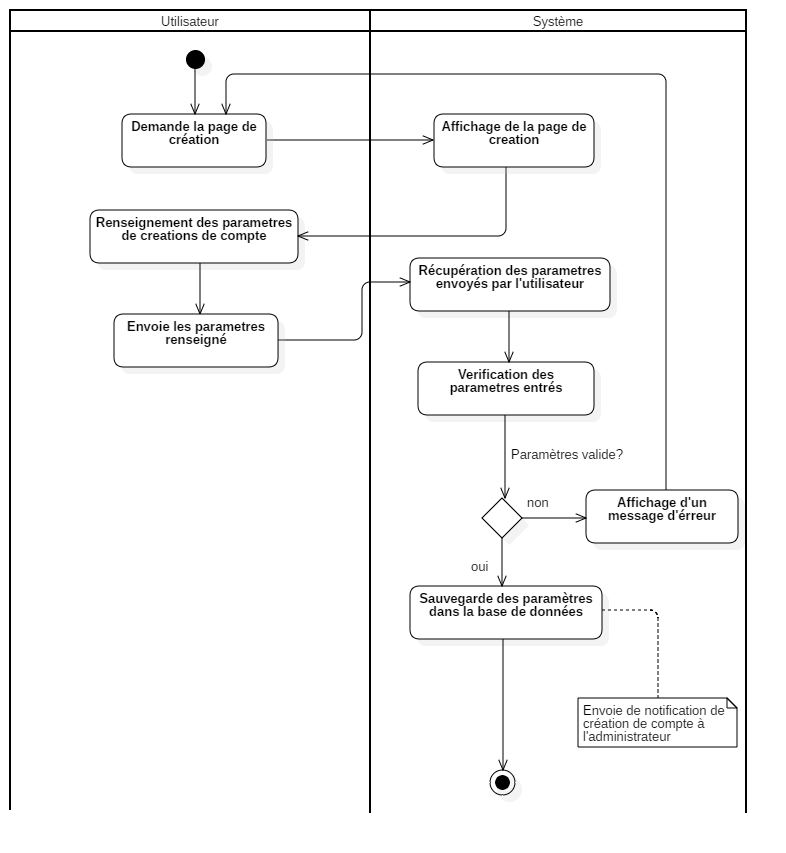 Utilisateur
Système
Demande la page de
création
Affichage de la page de
creation
Renseignement des parametres
de creations de compte
Récupération des parametres
envoyés par l'utilisateur
Envoie les parametres
renseigné
Verification des
parametres entrés
Paramètres valide?
non
Affichage d'un
message d'érreur
oui
Sauvegarde des paramètres
dans la base de données
Envoie de notification de
création de compte à
l'administrateur